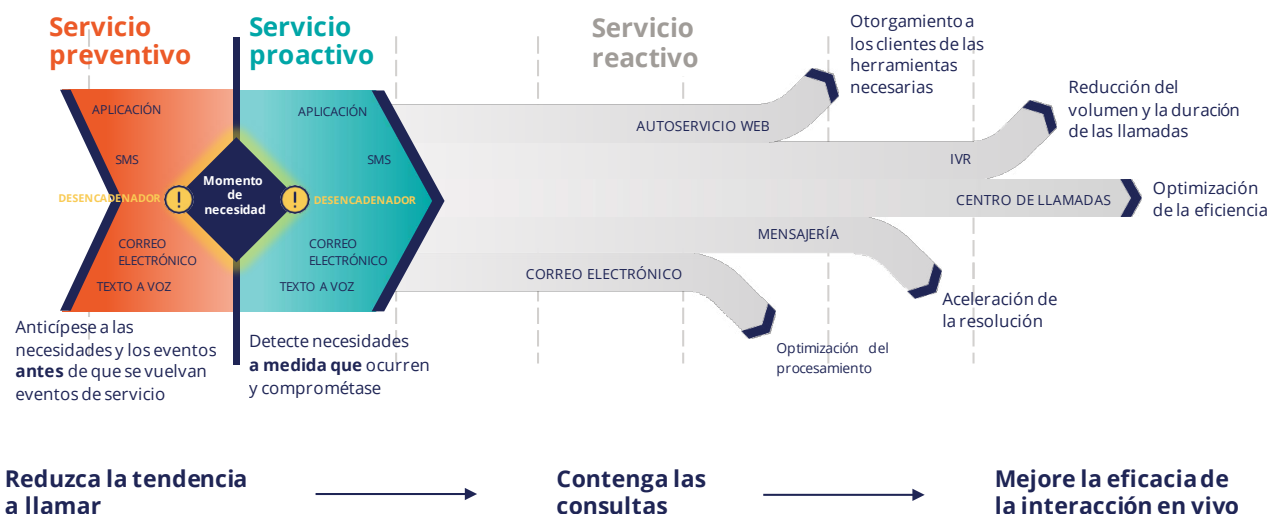 Servicio
preventivo
Servicio
proactivo
Servicio
reactivo
APLICACIÓN
SMS
DESENCADENADOR
CORREO
ELECTRÓNICO
TEXTO A VOZ
Momento
de
necesidad
APLICACIÓN
SMS
DESENCADENADOR
CORREO
ELECTRÓNICO
TEXTO A VOZ
AUTOSERVICIO WEB
IVR
CENTRO DE LLAMADAS
MENSAJERÍA
CORREO ELECTRÓNICO
Otorgamiento a
los clientes de las
herramientas
necesarias
Reducción del
volumen y la duración
de las llamadas
Optimización
de la eficiencia
Aceleración de
la resolución
Optimización del
procesamiento
Anticípese a las
necesidades y los eventos
antes de que se vuelvan
eventos de servicio
Detecte necesidades
a medida que ocurren
y comprométase
Reduzca la tendencia
a llamar
Contenga las
consultas
Mejore la eficacia de
la interacción en vivo